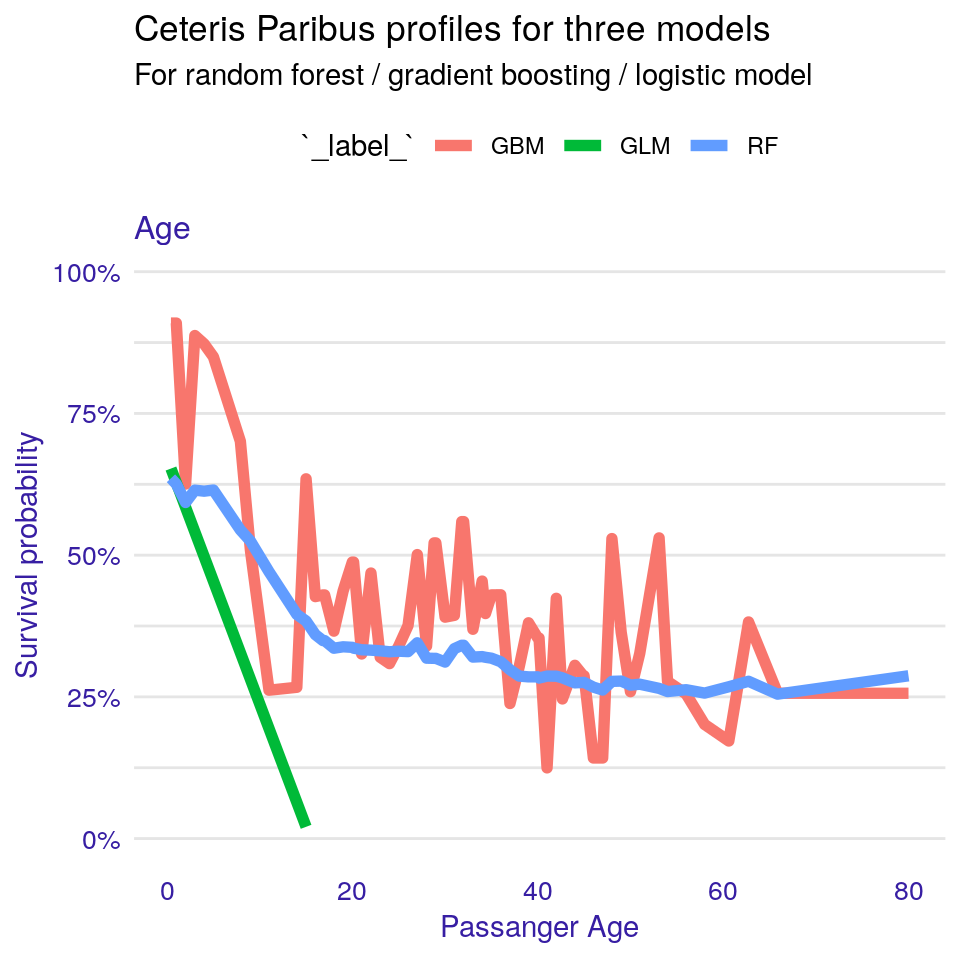 Ceteris Paribus profiles for three models
For random forest / gradient boosting / logistic model
`_label_` GBM GLM RF
Age
100%
75%
50%
25%
0%
Survival probability
0 20 40 60 80
Passanger Age